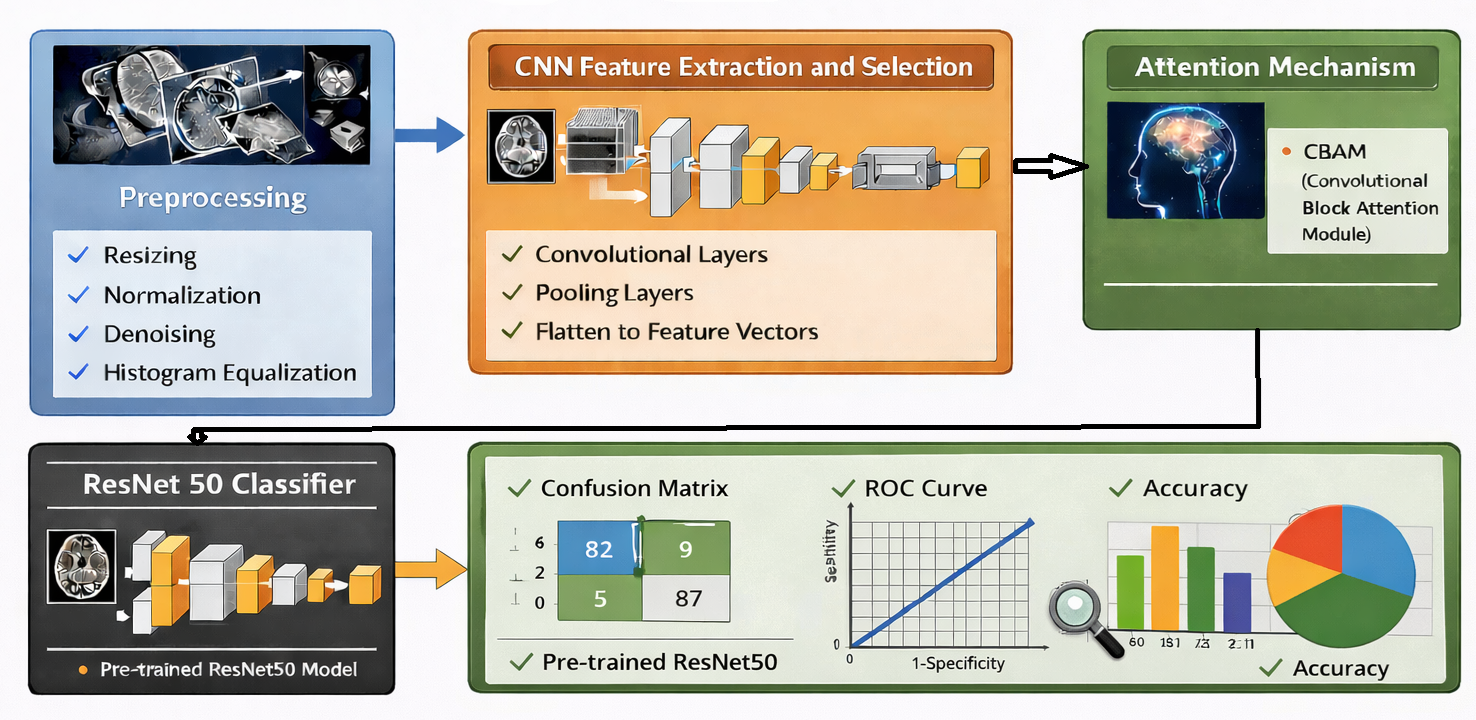 Preprocessing
Resizing
Normalization
Denoising
Histogram Equalization
CNN Feature Extraction and Selection
Convolutional Layers
Pooling Layers
Flatten to Feature Vectors
Attention Mechanism
CBAM
(Convolutional
Block Attention
Module)
ResNet 50 Classifier
Pre-trained ResNet50 Model
Confusion Matrix
6
82
9
2
0
5
87
Pre-trained ResNet50
ROC Curve
0
0
1-Specificity
Accuracy
60
181
Accuracy